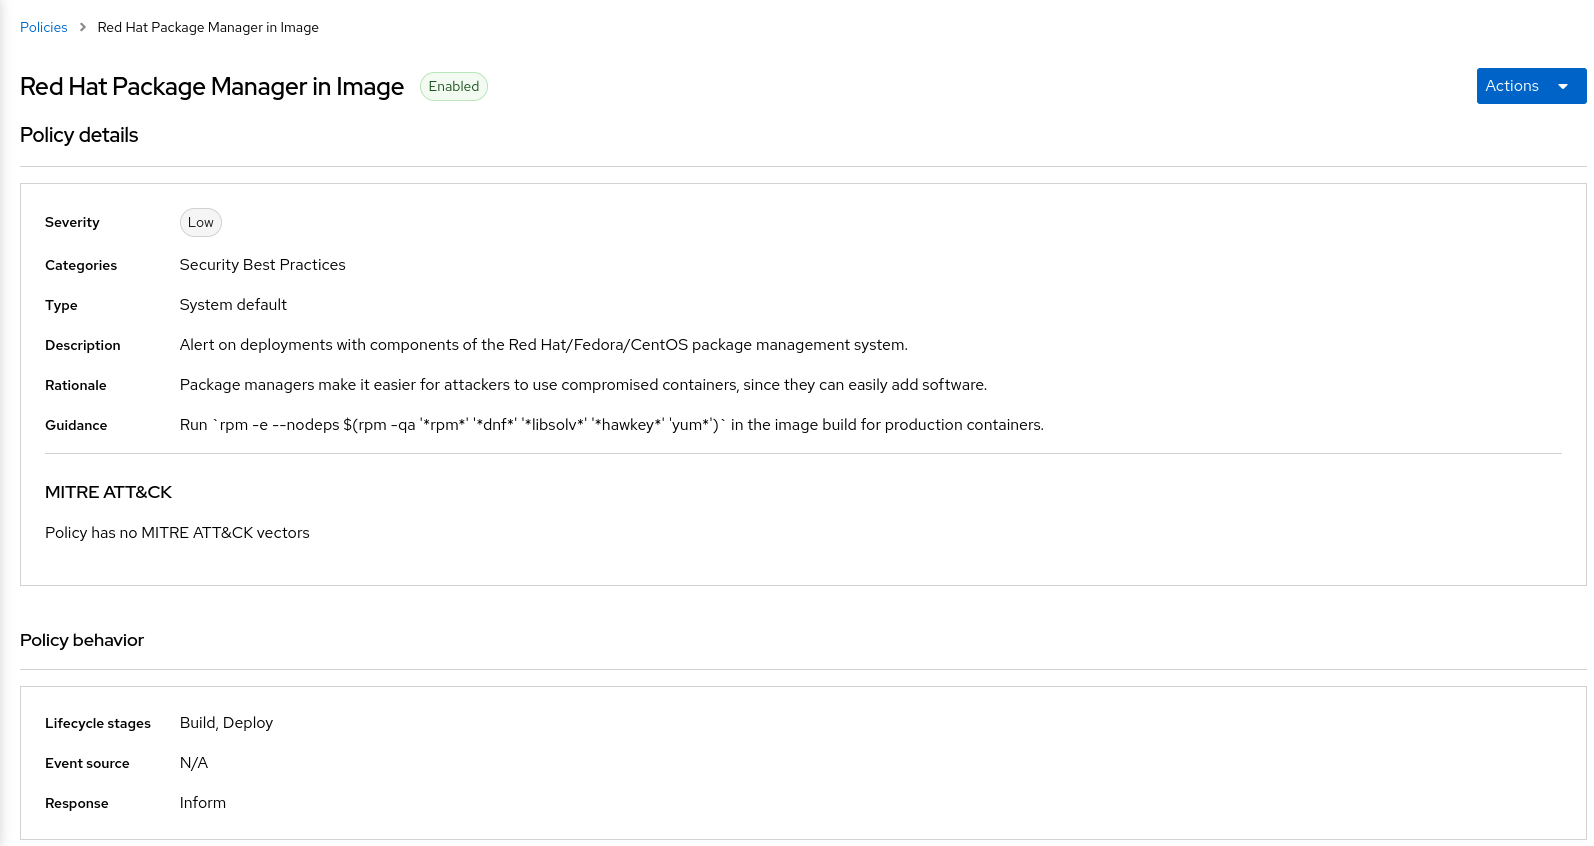 Policies > Red Hat Package Manager in Image
Red Hat Package Manager in Image Enabled
Actions
Policy details
Severity Low
Categories Security Best Practices
Type System default
Description Alert on deployments with components of the Red Hat/Fedora/CentOS package management system.
Rationale Package managers make it easier for attackers to use compromised containers, since they can easily add software.
Guidance Run `rpm -e --nodeps $(rpm -qa '*rpm*' '*dnf*' '*libsolv*' '*hawkey*' 'yum*')` in the image build for production containers.
MITRE ATT&CK
Policy has no MITRE ATT&CK vectors
Policy behavior
Lifecycle stages Build, Deploy
Event source N/A
Response Inform